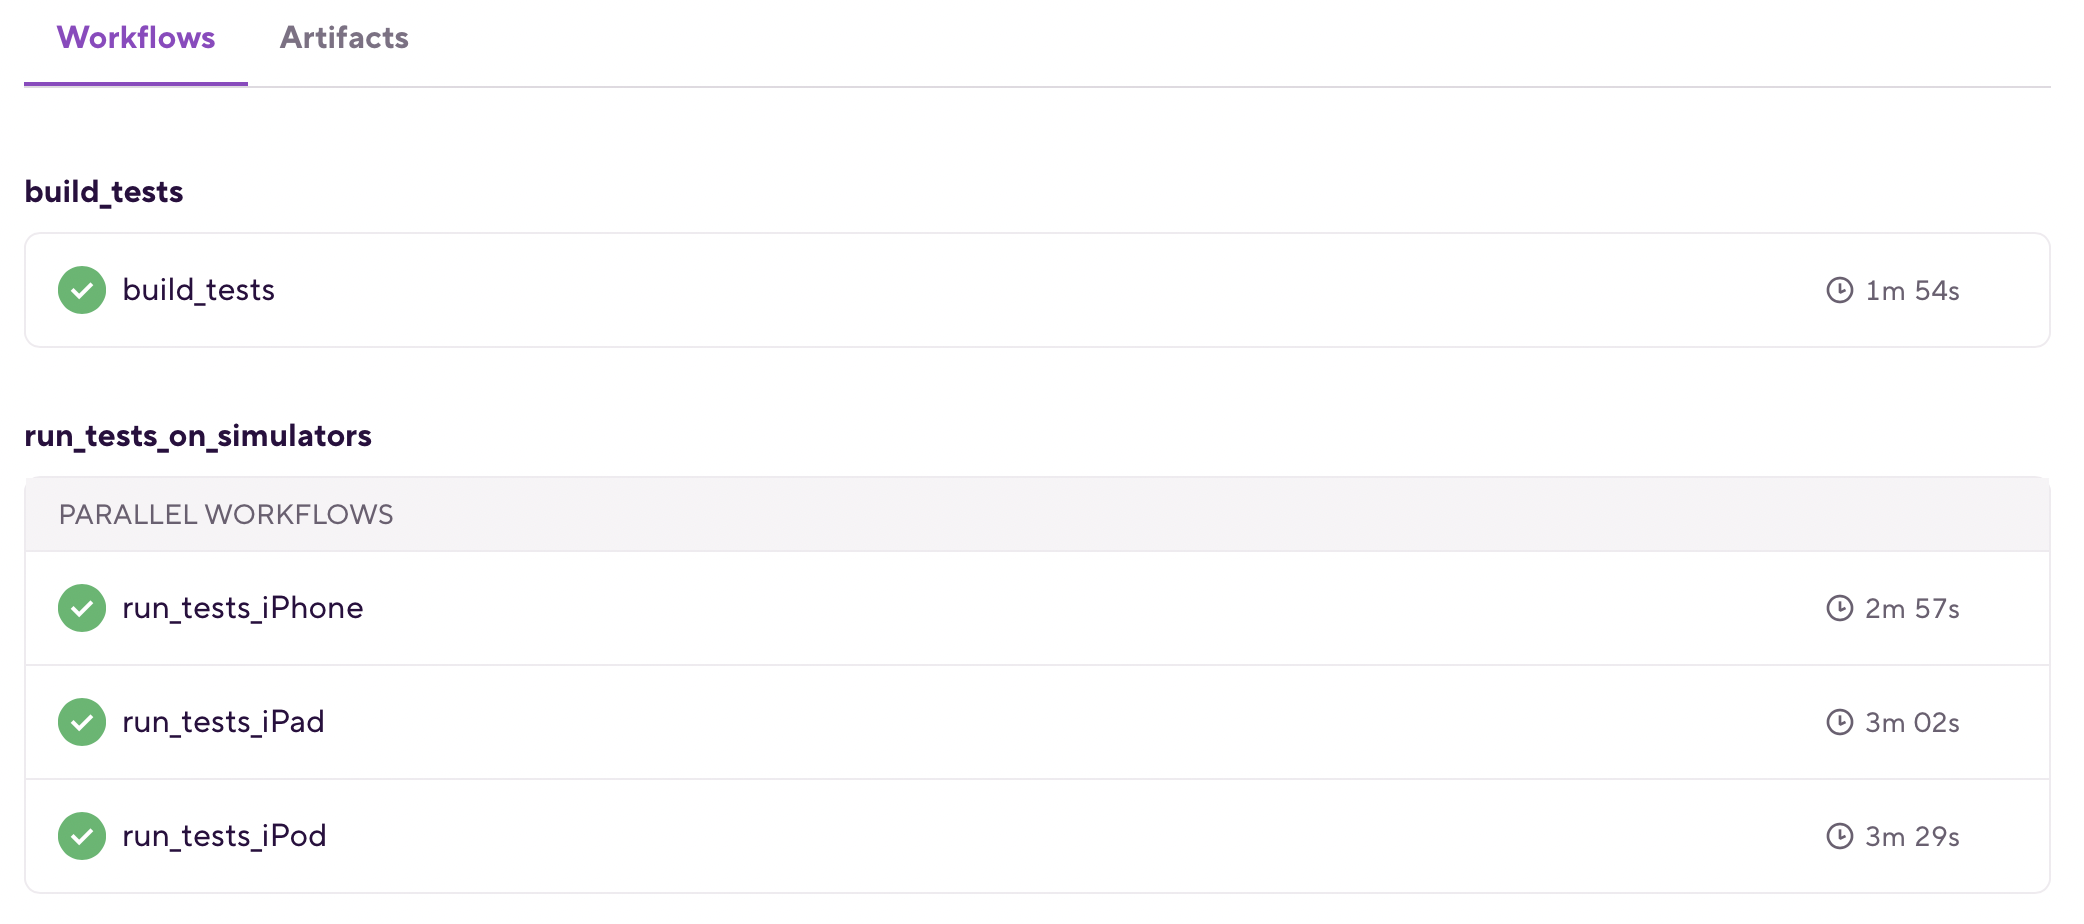 Workflows Artifacts
build_tests
build_tests 1m 54s
run_tests_on_simulators
PARALLEL WORKFLOWS
run_tests_iPhone 2m 57s
run_tests_iPad 3m 02s
run_tests_iPod 3m 29s